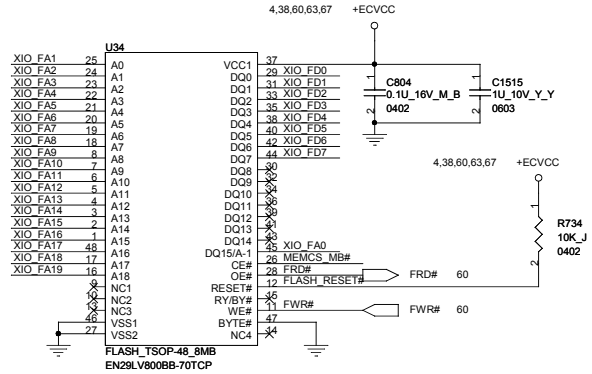 4,38,60,63,67 +ECVCC
U34
XIO_FA1 25 A0 VCC1 37
XIO_FA2 24 A1 DQ0 29 XIO_FD0
XIO_FA3 23 A2 DQ1 31 XIO_FD1
XIO_FA4 22 A3 DQ2 33 XIO_FD2
XIO_FA5 21 A4 DQ3 35 XIO_FD3
XIO_FA6 20 A5 DQ4 38 XIO_FD4
XIO_FA7 19 A6 DQ5 40 XIO_FD5
XIO_FA8 18 A7 DQ6 42 XIO_FD6
XIO_FA9 8 A8 DQ7 44 XIO_FD7
XIO_FA10 7 A9 DQ8 30
XIO_FA11 6 A10 DQ9 32
XIO_FA12 5 A11 DQ10 34
XIO_FA13 4 A12 DQ11 36
XIO_FA14 3 A13 DQ12 39
XIO_FA15 2 A14 DQ13 41
XIO_FA16 1 A15 DQ14 43
XIO_FA17 48 A16 DQ15/A-1 45 XIO_FA0
XIO_FA18 17 A17 CE# 26 MEMCS_MB#
XIO_FA19 16 A18 OE# 28 FRD# FRD# 60
9 NC1 RESET# 12 FLASH_RESET#
10 NC2 RY/BY# 15
13 NC3 WE# 11 FWR# FWR# 60
46 VSS1 BYTE# 47
27 VSS2 NC4 14
FLASH_TSOP-48_8MB
EN29LV800BB-70TCP
1 C804
0.1U_16V_M_B
2 0402
1 C1515
1U_10V_Y_Y
2 0603
4,38,60,63,67 +ECVCC
1
R734
10K_J
0402
2